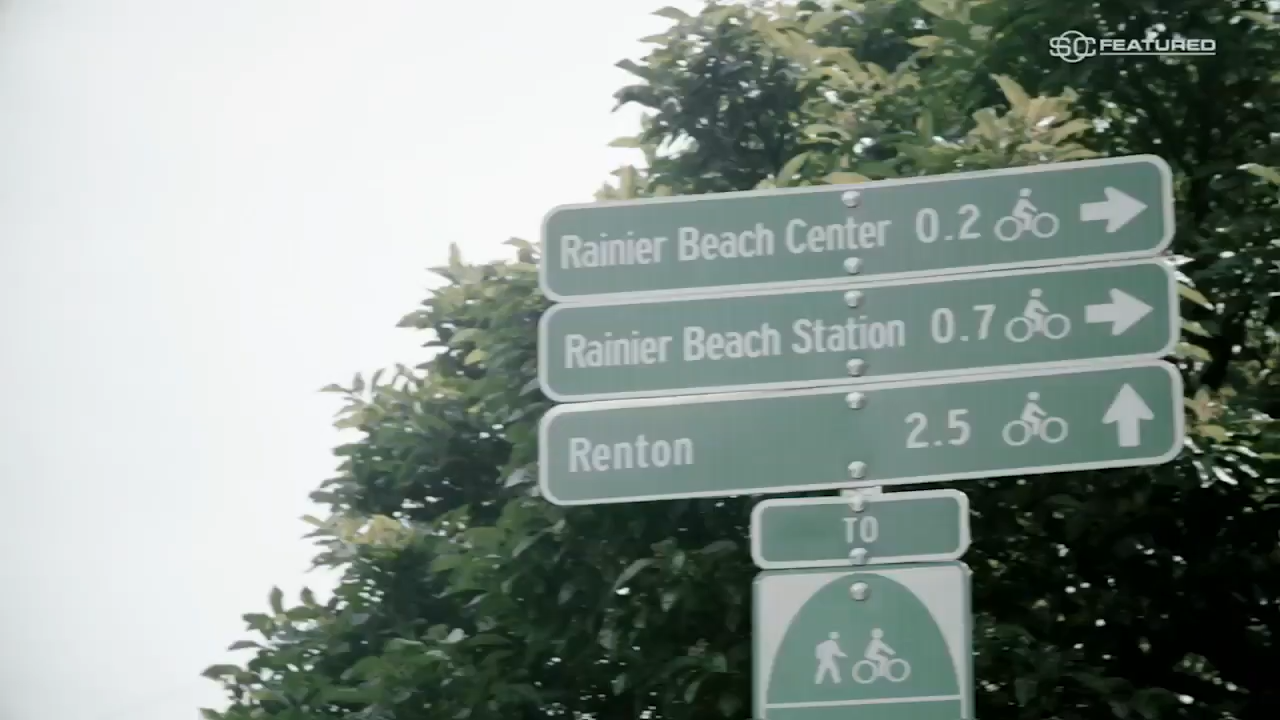 SC FEATURED
Rainier Beach Center 0.2
Rainier Beach Station 0.7
Renton 2.5
TO